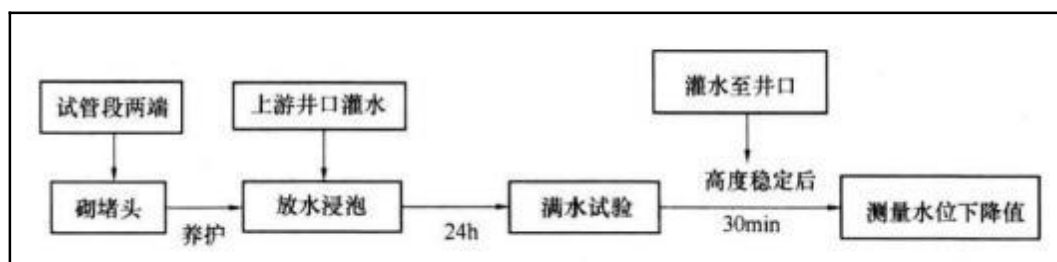 试管段两端
上游井口灌水
灌水至井口
砌堵头
养护
放水浸泡
24h
满水试验
高度稳定后
30min
测量水位下降值